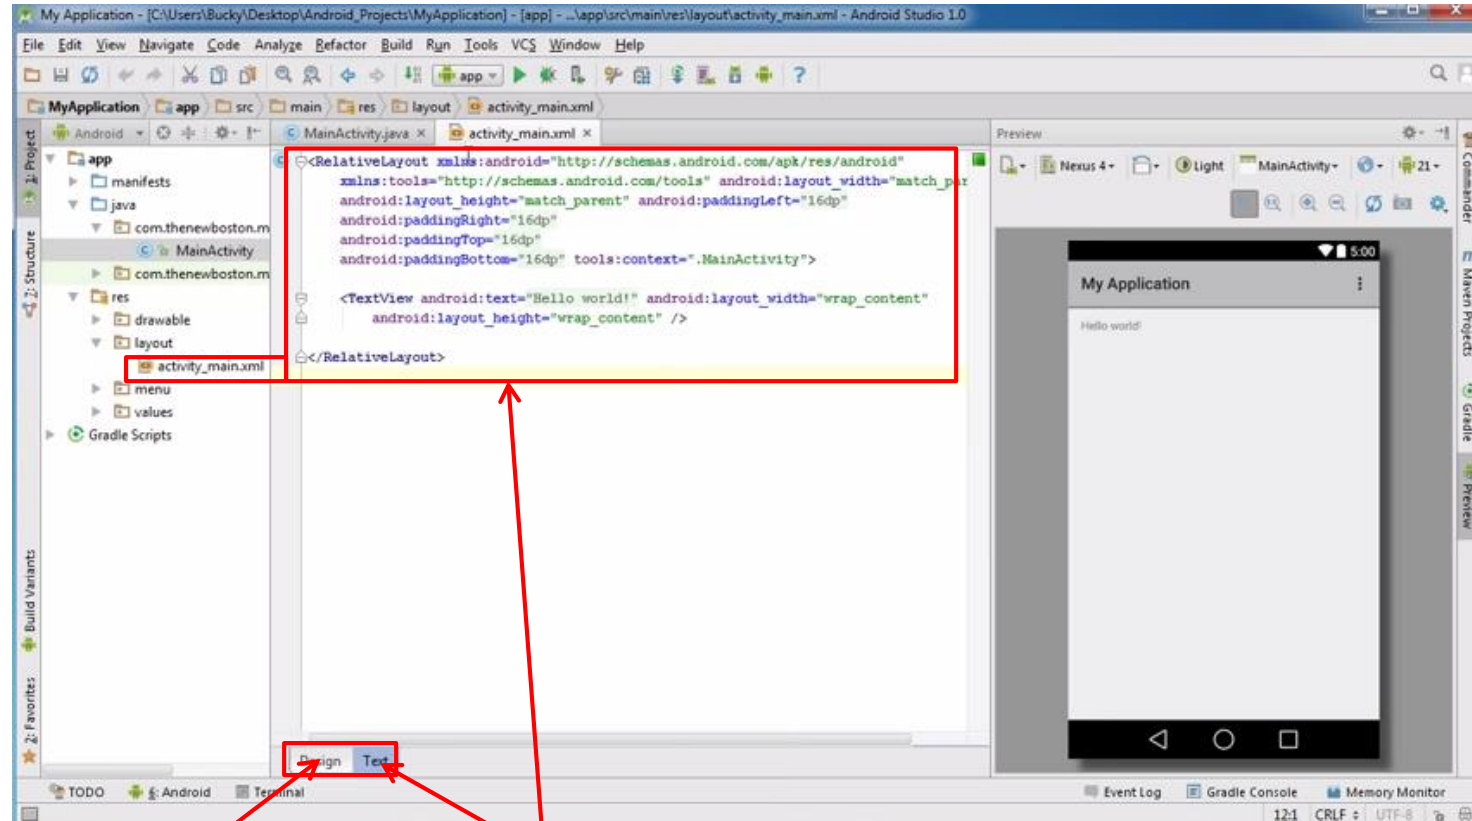 My Application - [C:\Users\Bucky\Desktop\Android_Projects\MyApplication] - [app] - ...\app\src\main\res\layout\activity_main.xml - Android Studio 1.0
File Edit View Navigate Code Analyze Refactor Build Run Tools VCS Window Help
app
MyApplication app src main res layout activity_main.xml
Android MainActivity.java activity_main.xml Preview
Nexus 4 Light MainActivity 21
1: Project
2: Structure
Build Variants
2: Favorites
app
manifests
java
com.thenewboston.m
MainActivity
com.thenewboston.m
res
drawable
layout
activity_main.xml
menu
values
Gradle Scripts
<RelativeLayout xmlns:android="http://schemas.android.com/apk/res/android"
xmlns:tools="http://schemas.android.com/tools" android:layout_width="match_par
android:layout_height="match_parent" android:paddingLeft="16dp"
android:paddingRight="16dp"
android:paddingTop="16dp"
android:paddingBottom="16dp" tools:context=".MainActivity">
<TextView android:text="Hello world!" android:layout_width="wrap_content"
android:layout_height="wrap_content" />
</RelativeLayout>
Design Text
5:00
My Application
Hello world!
Commander
m Maven Projects
Gradle
Preview
TODO 6: Android Terminal Event Log Gradle Console Memory Monitor
12:1 CRLF UTF-8